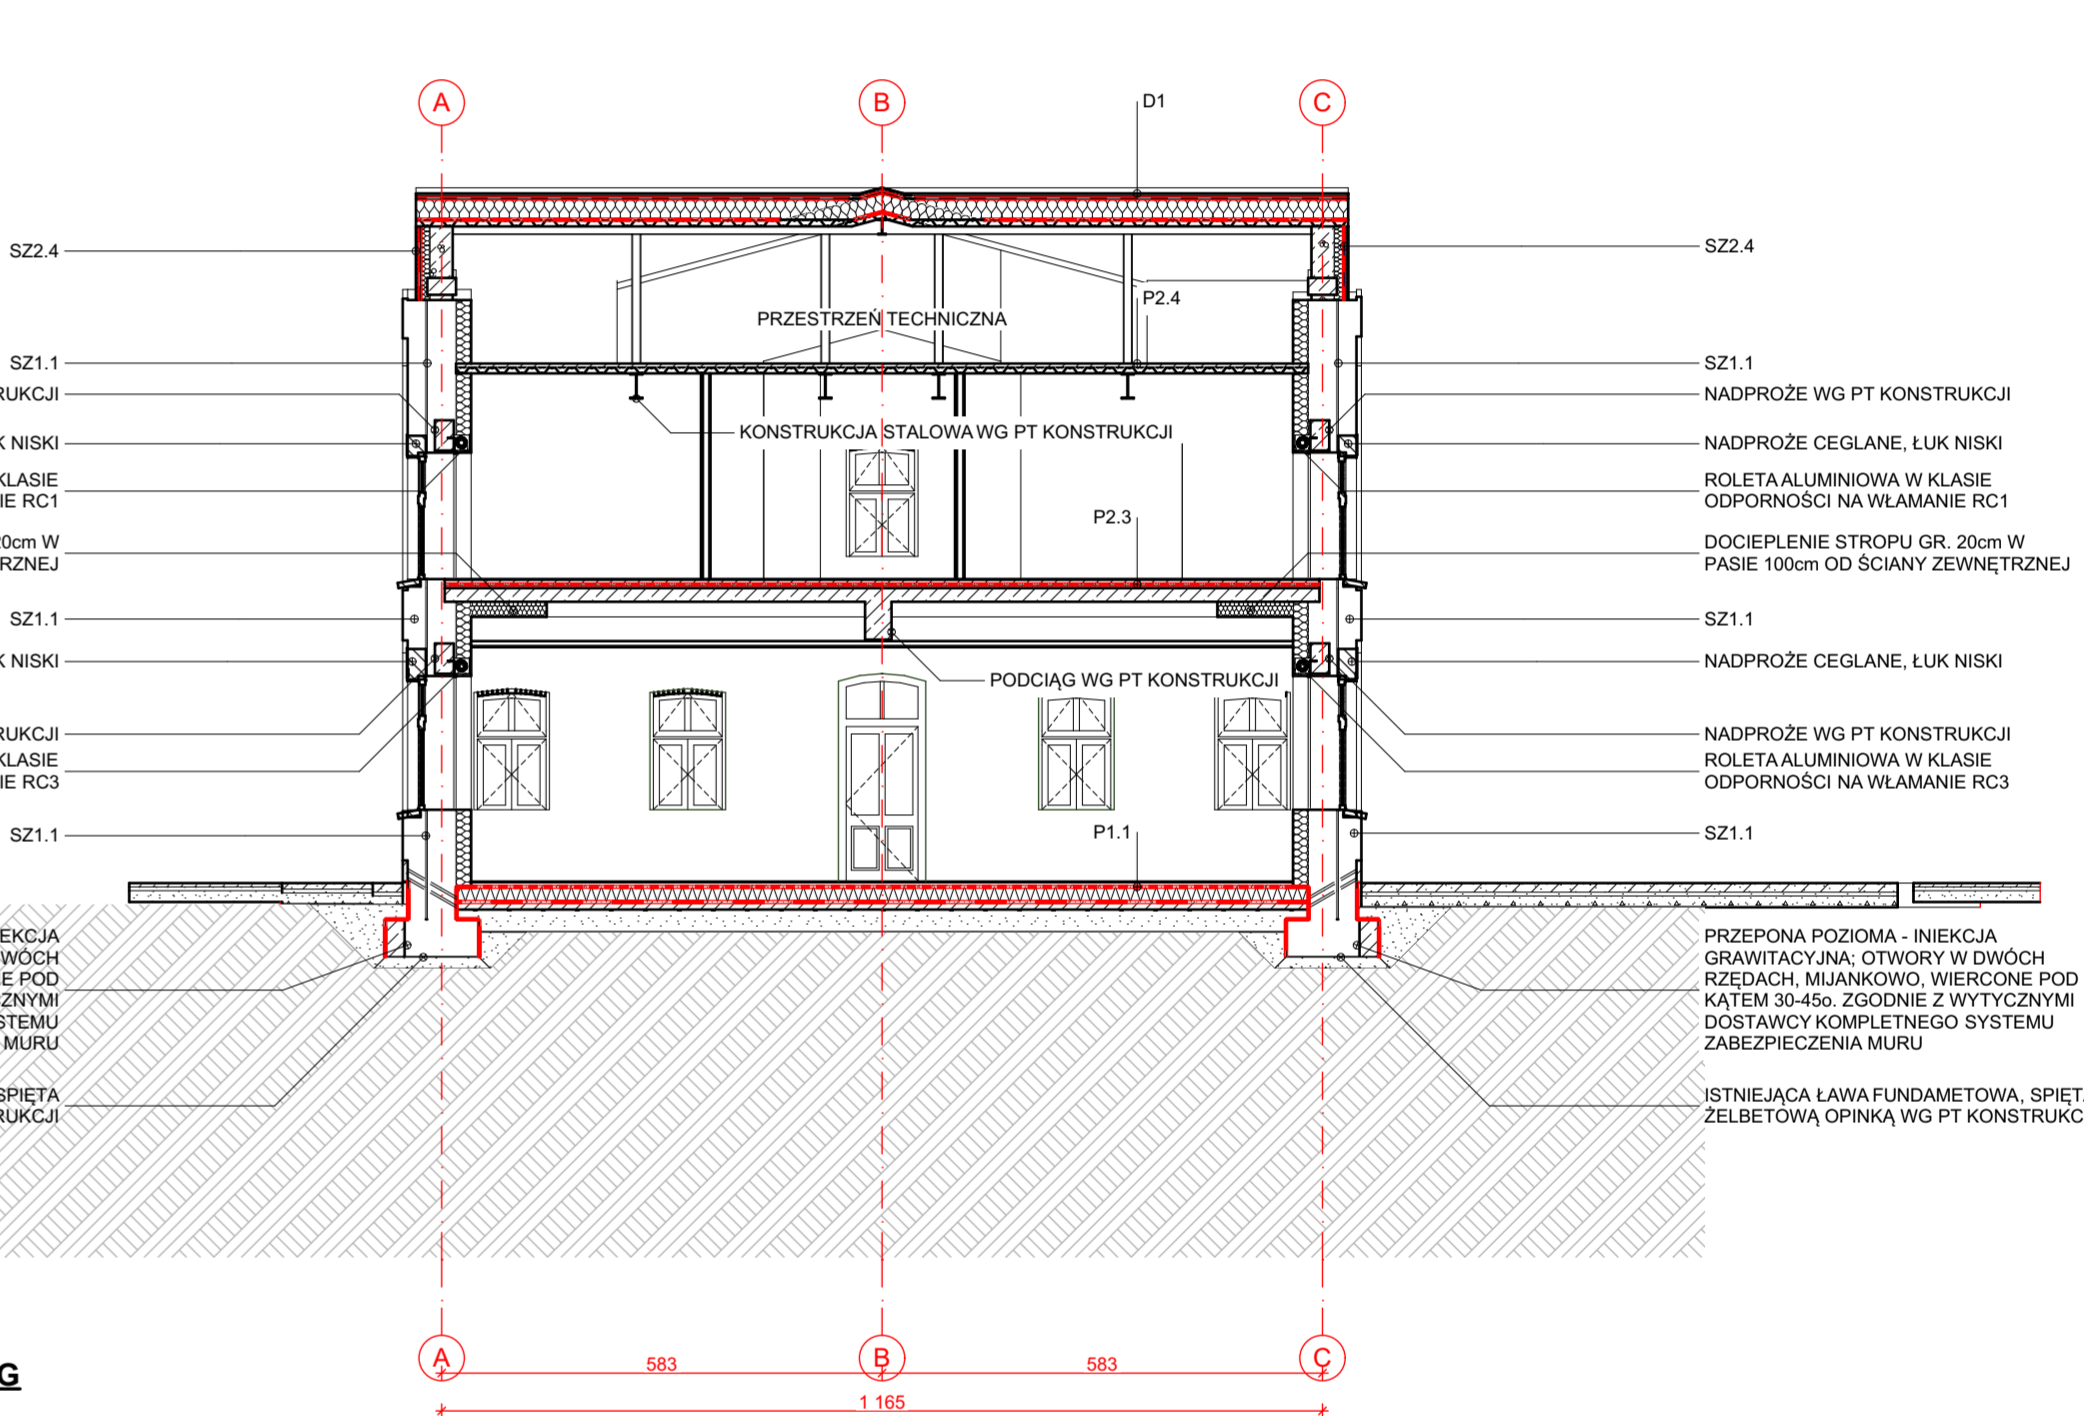 A
B
C
D1
SZ2.4
SZ2.4
P2.4
PRZESTRZEŃ TECHNICZNA
SZ1.1
SZ1.1
RUKCJI
NADPROŻE WG PT KONSTRUKCJI
KONSTRUKCJA STALOWA WG PT KONSTRUKCJI
K NISKI
NADPROŻE CEGLANE, ŁUK NISKI
KLASIE
IE RC1
ROLETA ALUMINIOWA W KLASIE
ODPORNOŚCI NA WŁAMANIE RC1
P2.3
20cm W
TRZNEJ
DOCIEPLENIE STROPU GR. 20cm W
PASIE 100cm OD ŚCIANY ZEWNĘTRZNEJ
SZ1.1
SZ1.1
K NISKI
NADPROŻE CEGLANE, ŁUK NISKI
PODCIĄG WG PT KONSTRUKCJI
RUKCJI
NADPROŻE WG PT KONSTRUKCJI
KLASIE
IE RC3
ROLETA ALUMINIOWA W KLASIE
ODPORNOŚCI NA WŁAMANIE RC3
P1.1
SZ1.1
SZ1.1
EKCJA
WÓCH
E POD
ZNYMI
STEMU
MURU
PRZEPONA POZIOMA - INIEKCJA
GRAWITACYJNA; OTWORY W DWÓCH
RZĘDACH, MIJANKOWO, WIERCONE POD
KĄTEM 30-45o. ZGODNIE Z WYTYCZNYMI
DOSTAWCY KOMPLETNEGO SYSTEMU
ZABEZPIECZENIA MURU
SPIĘTA
RUKCJI
ISTNIEJĄCA ŁAWA FUNDAMETOWA, SPIĘT
ŻELBETOWĄ OPINKĄ WG PT KONSTRUKC
A
B
C
583
583
G
1 165